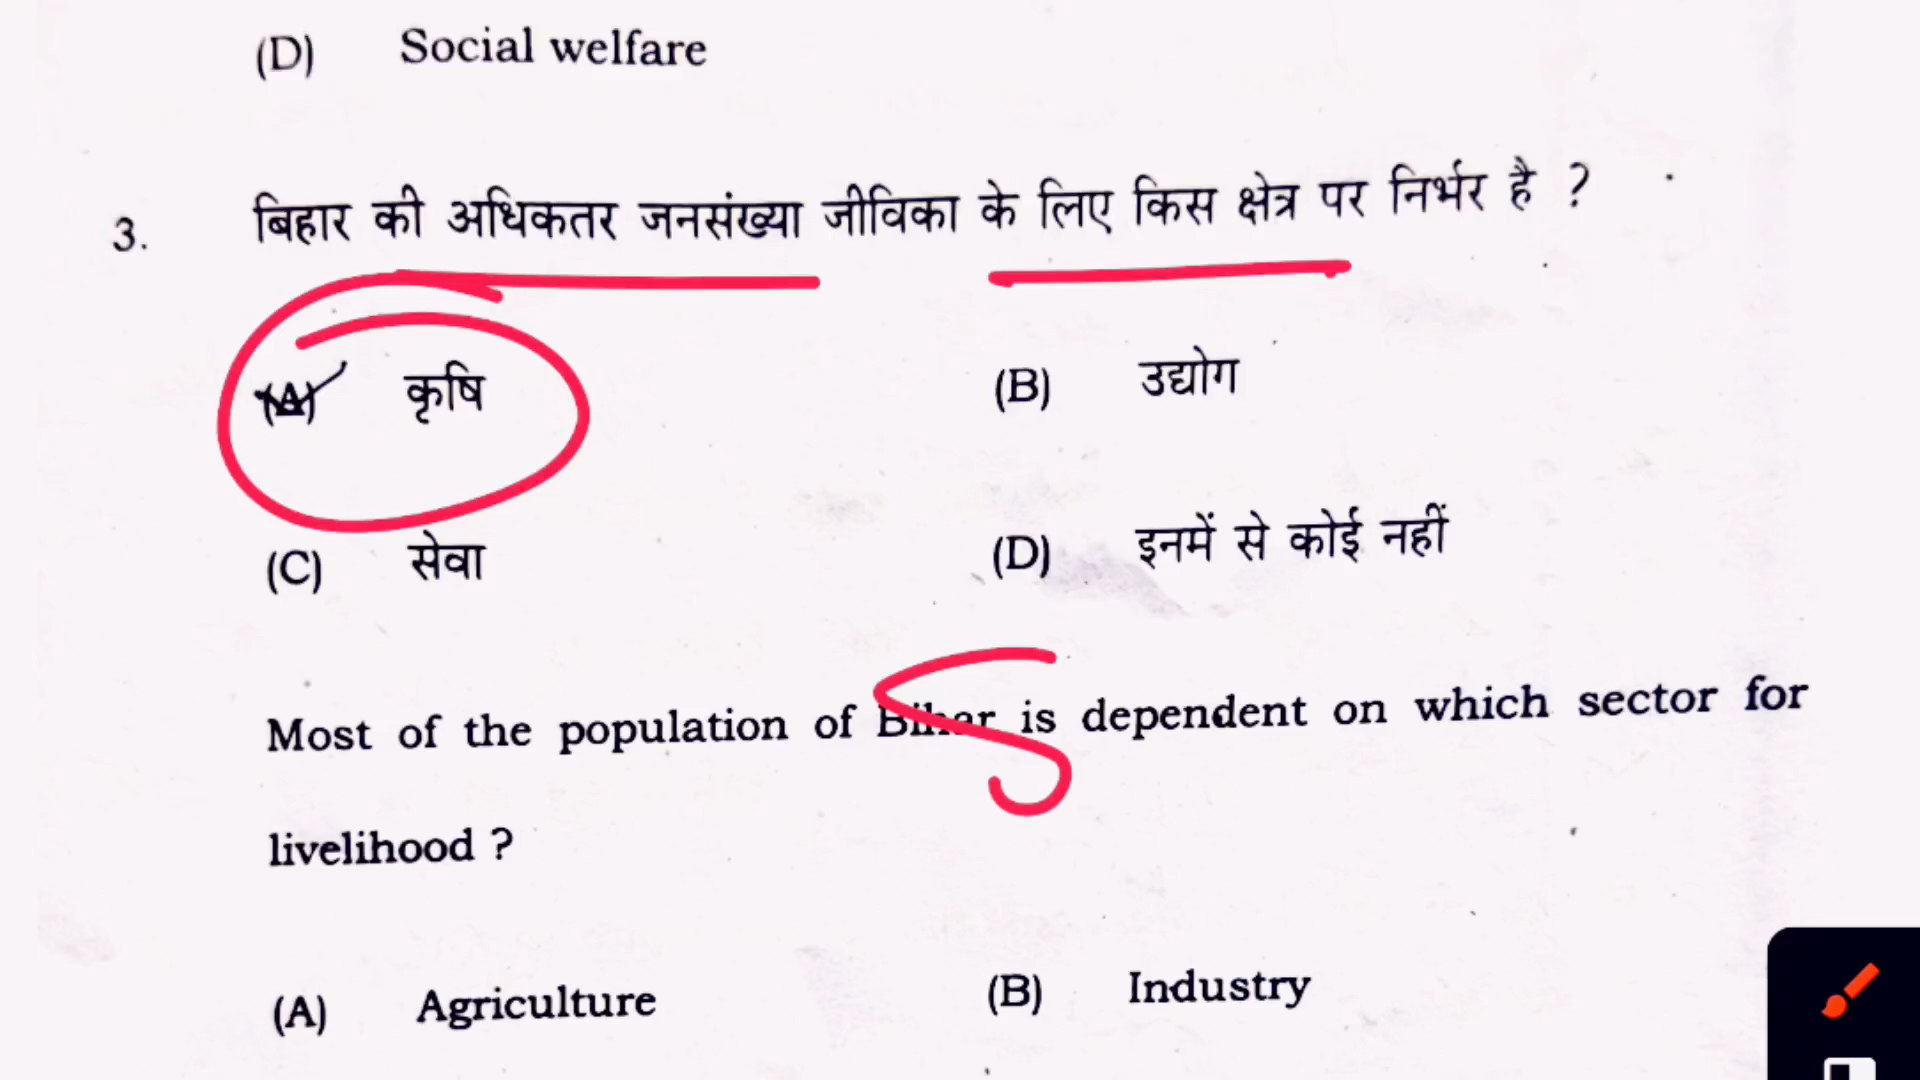 (D) Social welfare
3. बिहार की अधिकतर जनसंख्या जीविका के लिए किस क्षेत्र पर निर्भर है ?
(A) कृषि (B) उद्योग
(C) सेवा (D) इनमें से कोई नहीं
Most of the population of Bihar is dependent on which sector for
livelihood ?
(A) Agriculture (B) Industry